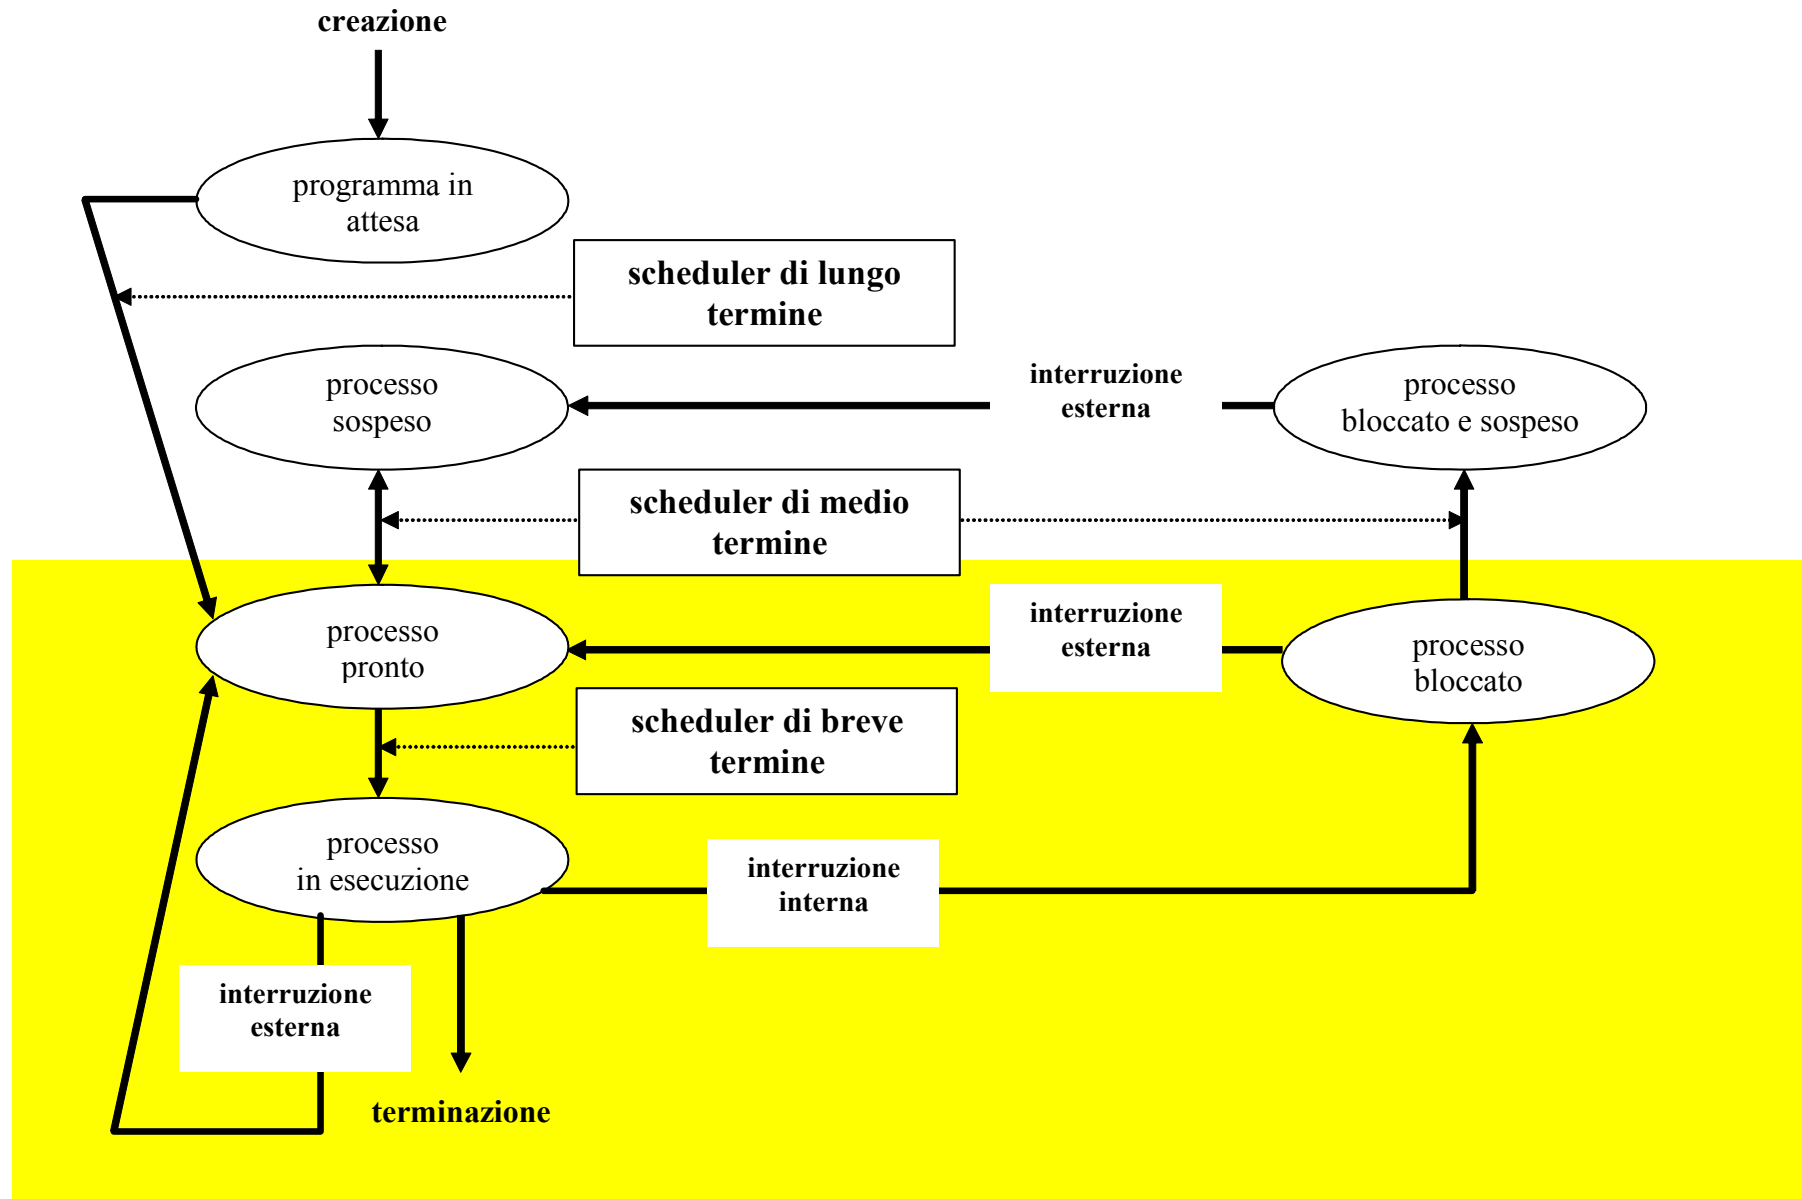 creazione
programma in
attesa
scheduler di lungo
termine
processo
sospeso
interruzione
esterna
processo
bloccato e sospeso
scheduler di medio
termine
processo
pronto
interruzione
esterna
processo
bloccato
scheduler di breve
termine
processo
in esecuzione
interruzione
interna
interruzione
esterna
terminazione